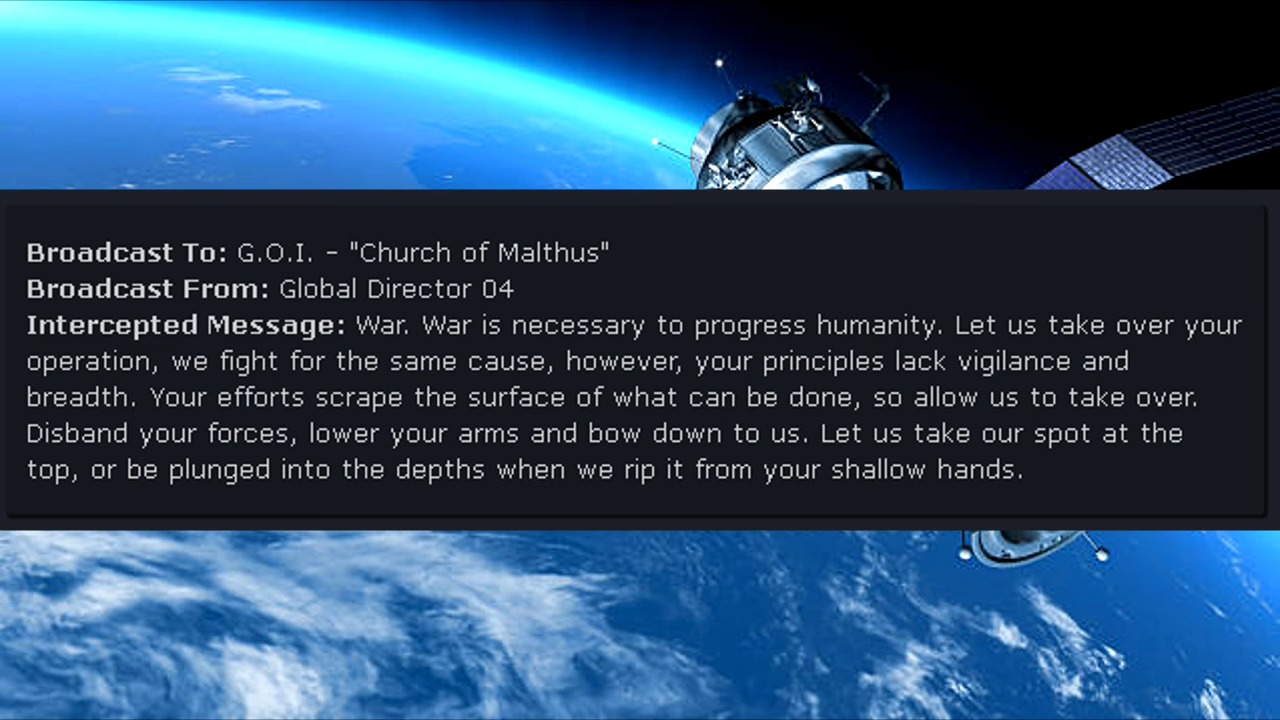 Broadcast To: G.O.I. – "Church of Malthus"
Broadcast From: Global Director 04
Intercepted Message: War. War is necessary to progress humanity. Let us take over your
operation, we fight for the same cause, however, your principles lack vigilance and
breadth. Your efforts scrape the surface of what can be done, so allow us to take over.
Disband your forces, lower your arms and bow down to us. Let us take our spot at the
top, or be plunged into the depths when we rip it from your shallow hands.